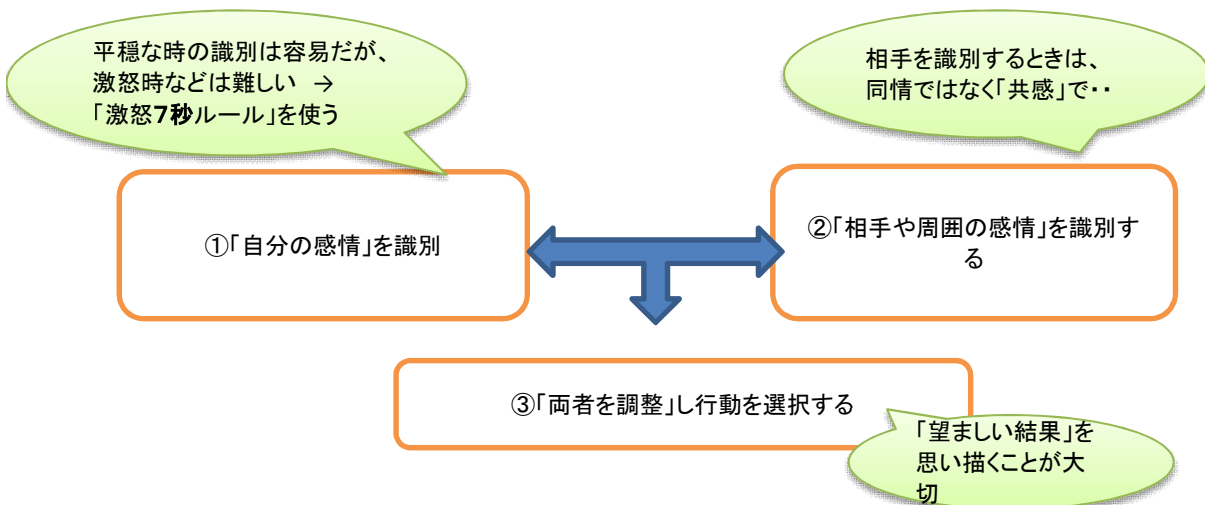 平穏な時の識別は容易だが、
激怒時などは難しい →
「激怒7秒ルール」を使う
相手を識別するときは、
同情ではなく「共感」で・・
①「自分の感情」を識別
②「相手や周囲の感情」を識別す
る
③「両者を調整」し行動を選択する
「望ましい結果」を
思い描くことが大
切